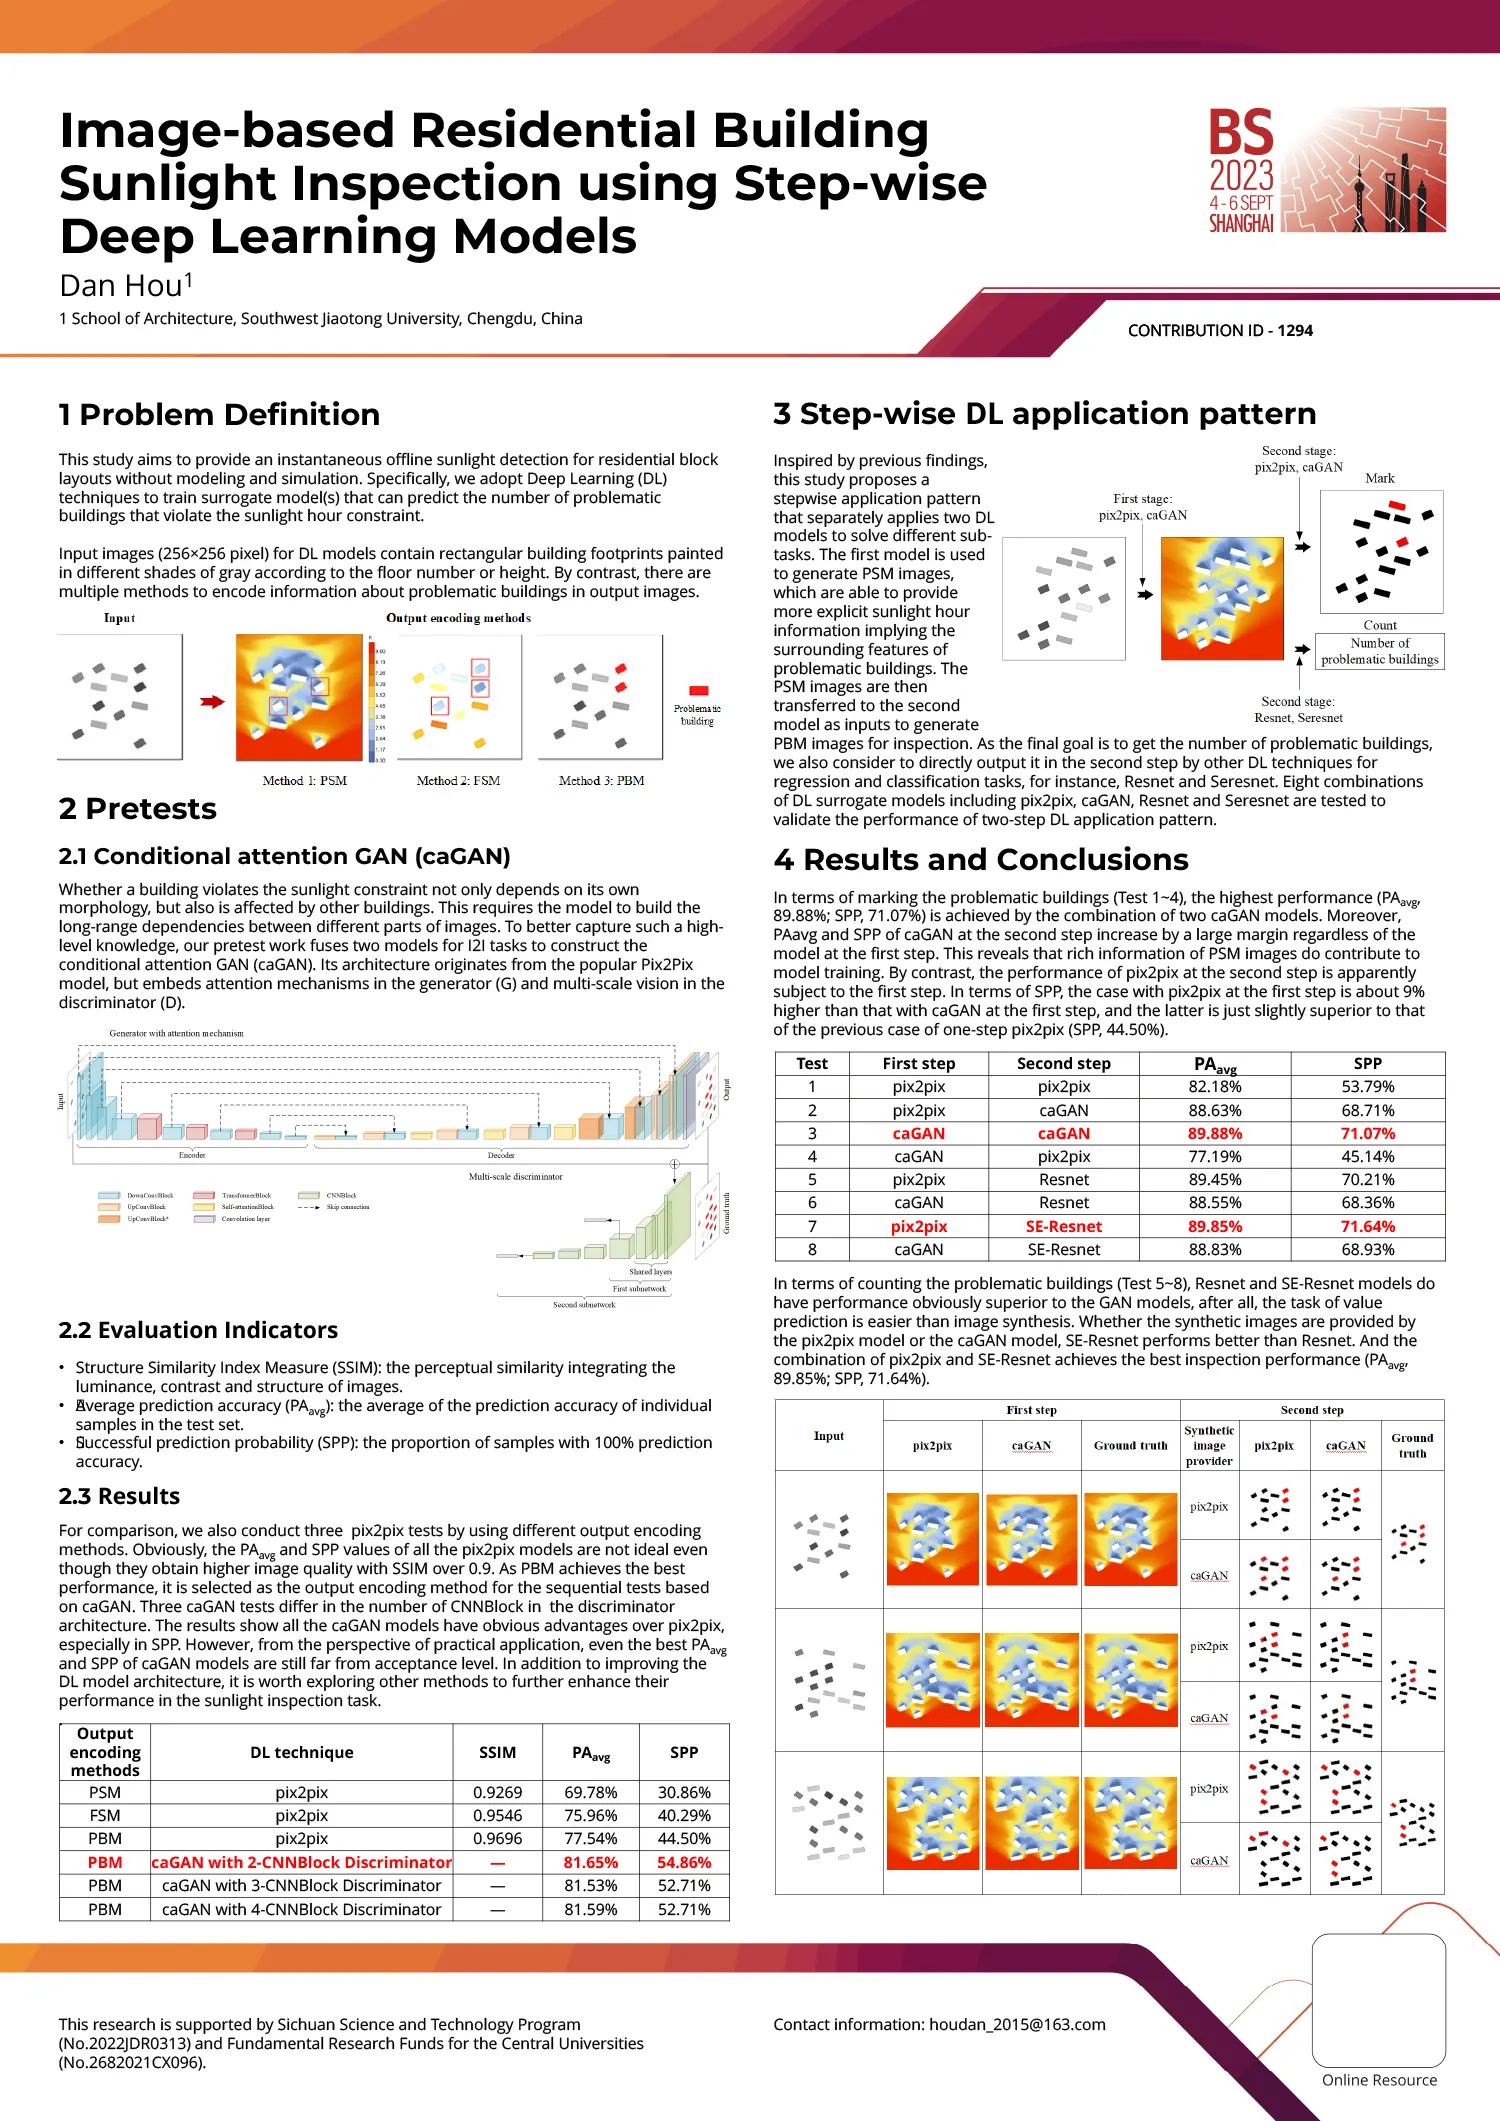 Image-based Residential Building
Sunlight Inspection using Step-wise
Deep Learning Models
Dan Hou1
1 School of Architecture, Southwest Jiaotong University, Chengdu, China
BS
2023
4 - 6 SEPT
SHANGHAI
CONTRIBUTION ID - 1294
1 Problem Definition
This study aims to provide an instantaneous offline sunlight detection for residential block
layouts without modeling and simulation. Specifically, we adopt Deep Learning (DL)
techniques to train surrogate model(s) that can predict the number of problematic
buildings that violate the sunlight hour constraint.
Input images (256×256 pixel) for DL models contain rectangular building footprints painted
in different shades of gray according to the floor number or height. By contrast, there are
multiple methods to encode information about problematic buildings in output images.
Input
Output encoding methods
Problematic
building
Method 1: PSM
Method 2: FSM
Method 3: PBM
2 Pretests
2.1 Conditional attention GAN (caGAN)
Whether a building violates the sunlight constraint not only depends on its own
morphology, but also is affected by other buildings. This requires the model to build the
long-range dependencies between different parts of images. To better capture such a high-
level knowledge, our pretest work fuses two models for I2I tasks to construct the
conditional attention GAN (caGAN). Its architecture originates from the popular Pix2Pix
model, but embeds attention mechanisms in the generator (G) and multi-scale vision in the
discriminator (D).
Generator with attention mechanism
Input
Output
Encoder
Decoder
Multi-scale discriminator
DownConvBlock
TransformerBlock
CNNBlock
UpConvBlock
Self-attentionBlock
Skip connection
UpConvBlock*
Convolution layer
Ground truth
Shared layers
First subnetwork
Second subnetwork
2.2 Evaluation Indicators
• Structure Similarity Index Measure (SSIM): the perceptual similarity integrating the
luminance, contrast and structure of images.
• Average prediction accuracy (PAavg): the average of the prediction accuracy of individual
samples in the test set.
• Successful prediction probability (SPP): the proportion of samples with 100% prediction
accuracy.
2.3 Results
For comparison, we also conduct three  pix2pix tests by using different output encoding
methods. Obviously, the PAavg and SPP values of all the pix2pix models are not ideal even
though they obtain higher image quality with SSIM over 0.9. As PBM achieves the best
performance, it is selected as the output encoding method for the sequential tests based
on caGAN. Three caGAN tests differ in the number of CNNBlock in  the discriminator
architecture. The results show all the caGAN models have obvious advantages over pix2pix,
especially in SPP. However, from the perspective of practical application, even the best PAavg
and SPP of caGAN models are still far from acceptance level. In addition to improving the
DL model architecture, it is worth exploring other methods to further enhance their
performance in the sunlight inspection task.
Output
encoding
methods
DL technique SSIM PAavg SPP
PSM pix2pix 0.9269 69.78% 30.86%
FSM pix2pix 0.9546 75.96% 40.29%
PBM pix2pix 0.9696 77.54% 44.50%
PBM caGAN with 2-CNNBlock Discriminator — 81.65% 54.86%
PBM caGAN with 3-CNNBlock Discriminator — 81.53% 52.71%
PBM caGAN with 4-CNNBlock Discriminator — 81.59% 52.71%
3 Step-wise DL application pattern
Inspired by previous findings,
this study proposes a
stepwise application pattern
that separately applies two DL
models to solve different sub-
tasks. The first model is used
to generate PSM images,
which are able to provide
more explicit sunlight hour
information implying the
surrounding features of
problematic buildings. The
PSM images are then
transferred to the second
model as inputs to generate
PBM images for inspection. As the final goal is to get the number of problematic buildings,
we also consider to directly output it in the second step by other DL techniques for
regression and classification tasks, for instance, Resnet and Seresnet. Eight combinations
of DL surrogate models including pix2pix, caGAN, Resnet and Seresnet are tested to
validate the performance of two-step DL application pattern.
Second stage:
pix2pix, caGAN
Mark
First stage:
pix2pix, caGAN
Count
Number of
problematic buildings
Second stage:
Resnet, Seresnet
4 Results and Conclusions
In terms of marking the problematic buildings (Test 1~4), the highest performance (PAavg,
89.88%; SPP, 71.07%) is achieved by the combination of two caGAN models. Moreover,
PAavg and SPP of caGAN at the second step increase by a large margin regardless of the
model at the first step. This reveals that rich information of PSM images do contribute to
model training. By contrast, the performance of pix2pix at the second step is apparently
subject to the first step. In terms of SPP, the case with pix2pix at the first step is about 9%
higher than that with caGAN at the first step, and the latter is just slightly superior to that
of the previous case of one-step pix2pix (SPP, 44.50%).
Test First step Second step PAavg SPP
1 pix2pix pix2pix 82.18% 53.79%
2 pix2pix caGAN 88.63% 68.71%
3 caGAN caGAN 89.88% 71.07%
4 caGAN pix2pix 77.19% 45.14%
5 pix2pix Resnet 89.45% 70.21%
6 caGAN Resnet 88.55% 68.36%
7 pix2pix SE-Resnet 89.85% 71.64%
8 caGAN SE-Resnet 88.83% 68.93%
In terms of counting the problematic buildings (Test 5~8), Resnet and SE-Resnet models do
have performance obviously superior to the GAN models, after all, the task of value
prediction is easier than image synthesis. Whether the synthetic images are provided by
the pix2pix model or the caGAN model, SE-Resnet performs better than Resnet. And the
combination of pix2pix and SE-Resnet achieves the best inspection performance (PAavg,
89.85%; SPP, 71.64%).
Input
First step
Second step
pix2pix caGAN Ground truth
Synthetic
image
provider
pix2pix caGAN
Ground
truth
pix2pix
caGAN
pix2pix
caGAN
pix2pix
caGAN
This research is supported by Sichuan Science and Technology Program
(No.2022JDR0313) and Fundamental Research Funds for the Central Universities
(No.2682021CX096).
Contact information: houdan_2015@163.com
Online Resource